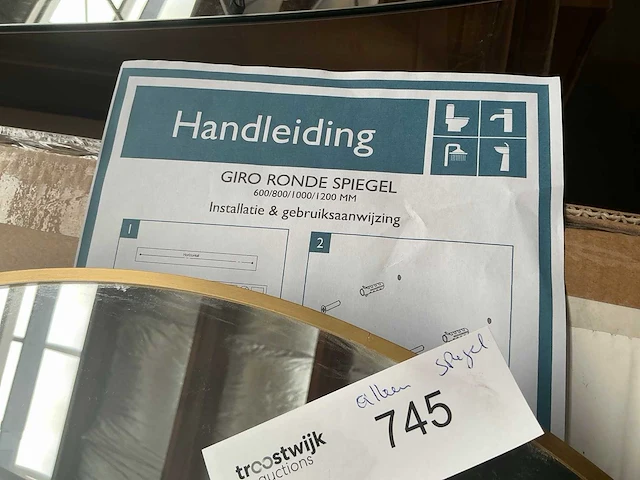 Handleiding
GIRO RONDE SPIEGEL
600/800/1000/1200 MM
Installatie & gebruiksaanwijzing
1
2
alleen spiegel
745
troostwijk
auctions